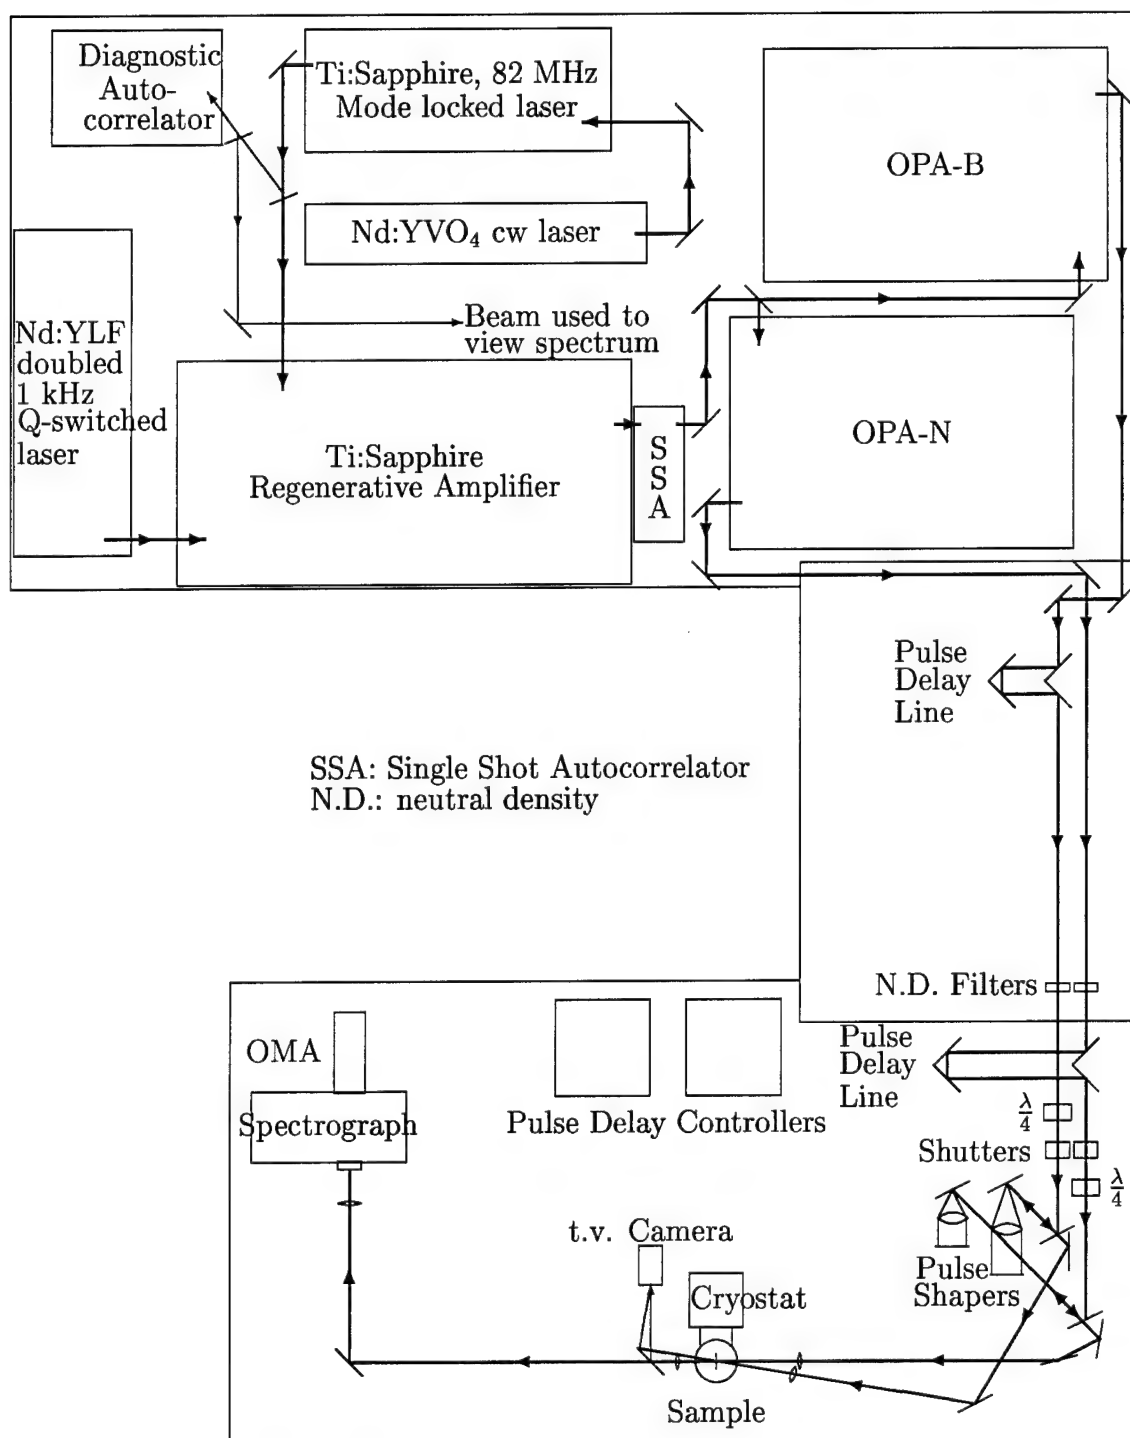 Diagnostic
Auto-
correlator
Ti:Sapphire, 82 MHz
Mode locked laser
Nd:YVO₄ cw laser
OPA-B
Nd:YLF
doubled
1 kHz
Q-switched
laser
Beam used to
view spectrum
Ti:Sapphire
Regenerative Amplifier
S
S
A
OPA-N
Pulse
Delay
Line
SSA: Single Shot Autocorrelator
N.D.: neutral density
N.D. Filters
OMA
Spectrograph
Pulse Delay Controllers
Pulse
Delay
Line
λ/4
Shutters
λ/4
t.v. Camera
Cryostat
Pulse
Shapers
Sample